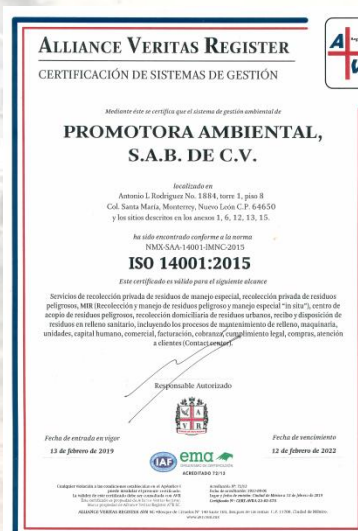 ALLIANCE VERITAS REGISTER
CERTIFICACIÓN DE SISTEMAS DE GESTIÓN
Mediante éste se certifica que el sistema de gestión ambiental de
PROMOTORA AMBIENTAL,
S.A.B. DE C.V.
localizado en
Antonio L Rodríguez No. 1884, torre 1, piso 8
Col. Santa María, Monterrey, Nuevo León C.P. 64650
y los sitios descritos en los anexos 1, 6, 12, 13, 15.
ha sido encontrado conforme a la norma
NMX-SAA-14001-IMNC-2015
ISO 14001:2015
Este certificado es válido para el siguiente alcance
Servicios de recolección privada de residuos de manejo especial, recolección privada de residuos
peligrosos, MIR (Recolección y manejo de residuos peligrosos y manejo especial "in situ"), centro de
acopio de residuos peligrosos, recolección domiciliaria de residuos urbanos, recibo y disposición de
residuos en relleno sanitario, incluyendo los procesos de mantenimiento de relleno, maquinaria,
unidades, capital humano, comercial, facturación, cobranza, cumplimiento legal, compras, atención
a clientes (Contact center).
Responsable Autorizado
Fecha de entrada en vigor
13 de febrero de 2019
Fecha de vencimiento
12 de febrero de 2022
IAF
ema
ACREDITADO 72/12